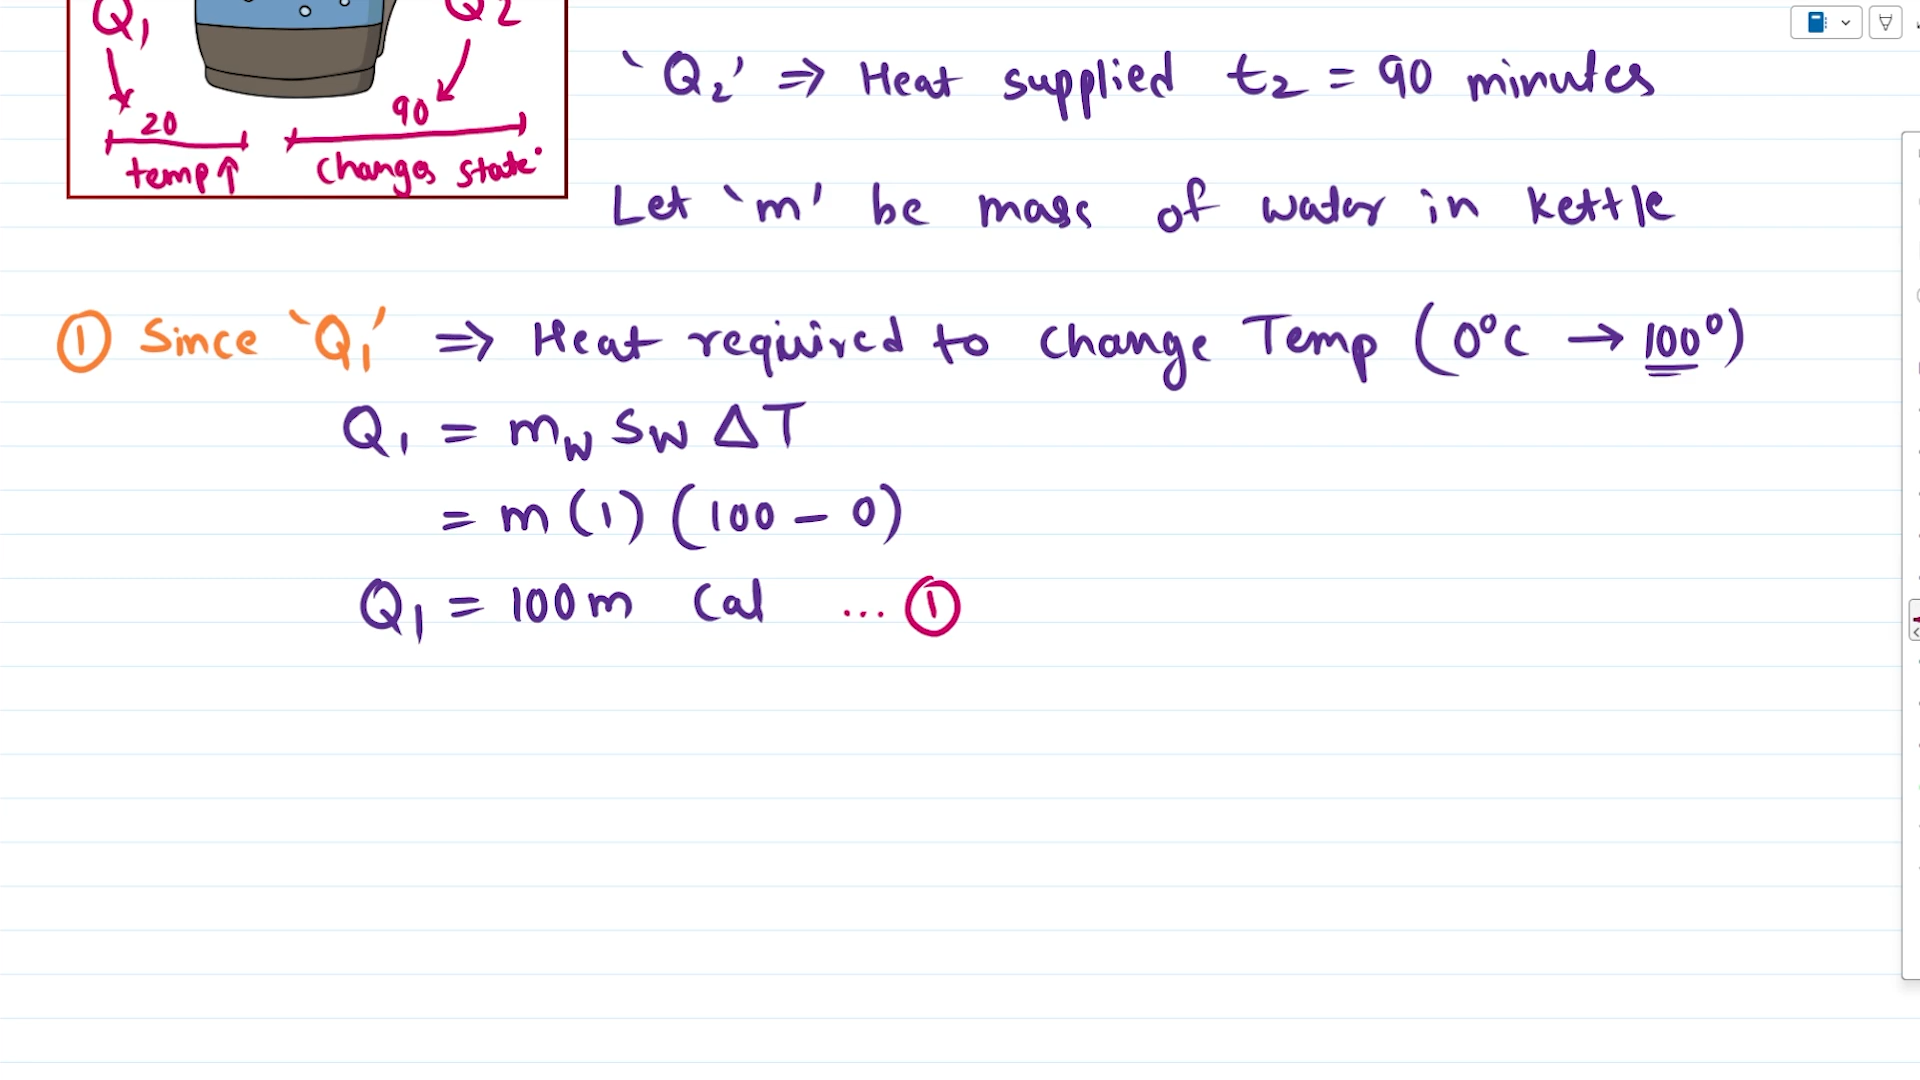 Q1 Q2
20 90
temp↑ Changes state
'Q2' ⇒ Heat supplied t2 = 90 minutes
Let 'm' be mass of water in kettle
① Since 'Q1' ⇒ Heat required to change Temp (0°C → 100°)
Q1 = mw sw ΔT
= m (1) (100 – 0)
Q1 = 100 m Cal ... ①